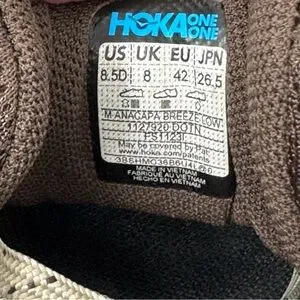 HOKA ONE ONE
US UK EU JPN
8.5D 8 42 26.5
M ANACAPA BREEZE LOW
1127920 DOTN
FS1123
May be covered by Pat.
www.hoka.com/patents
MADE IN VIETNAM
FABRIQUÉ AU VIETNAM
HECHO EN VIETNAM